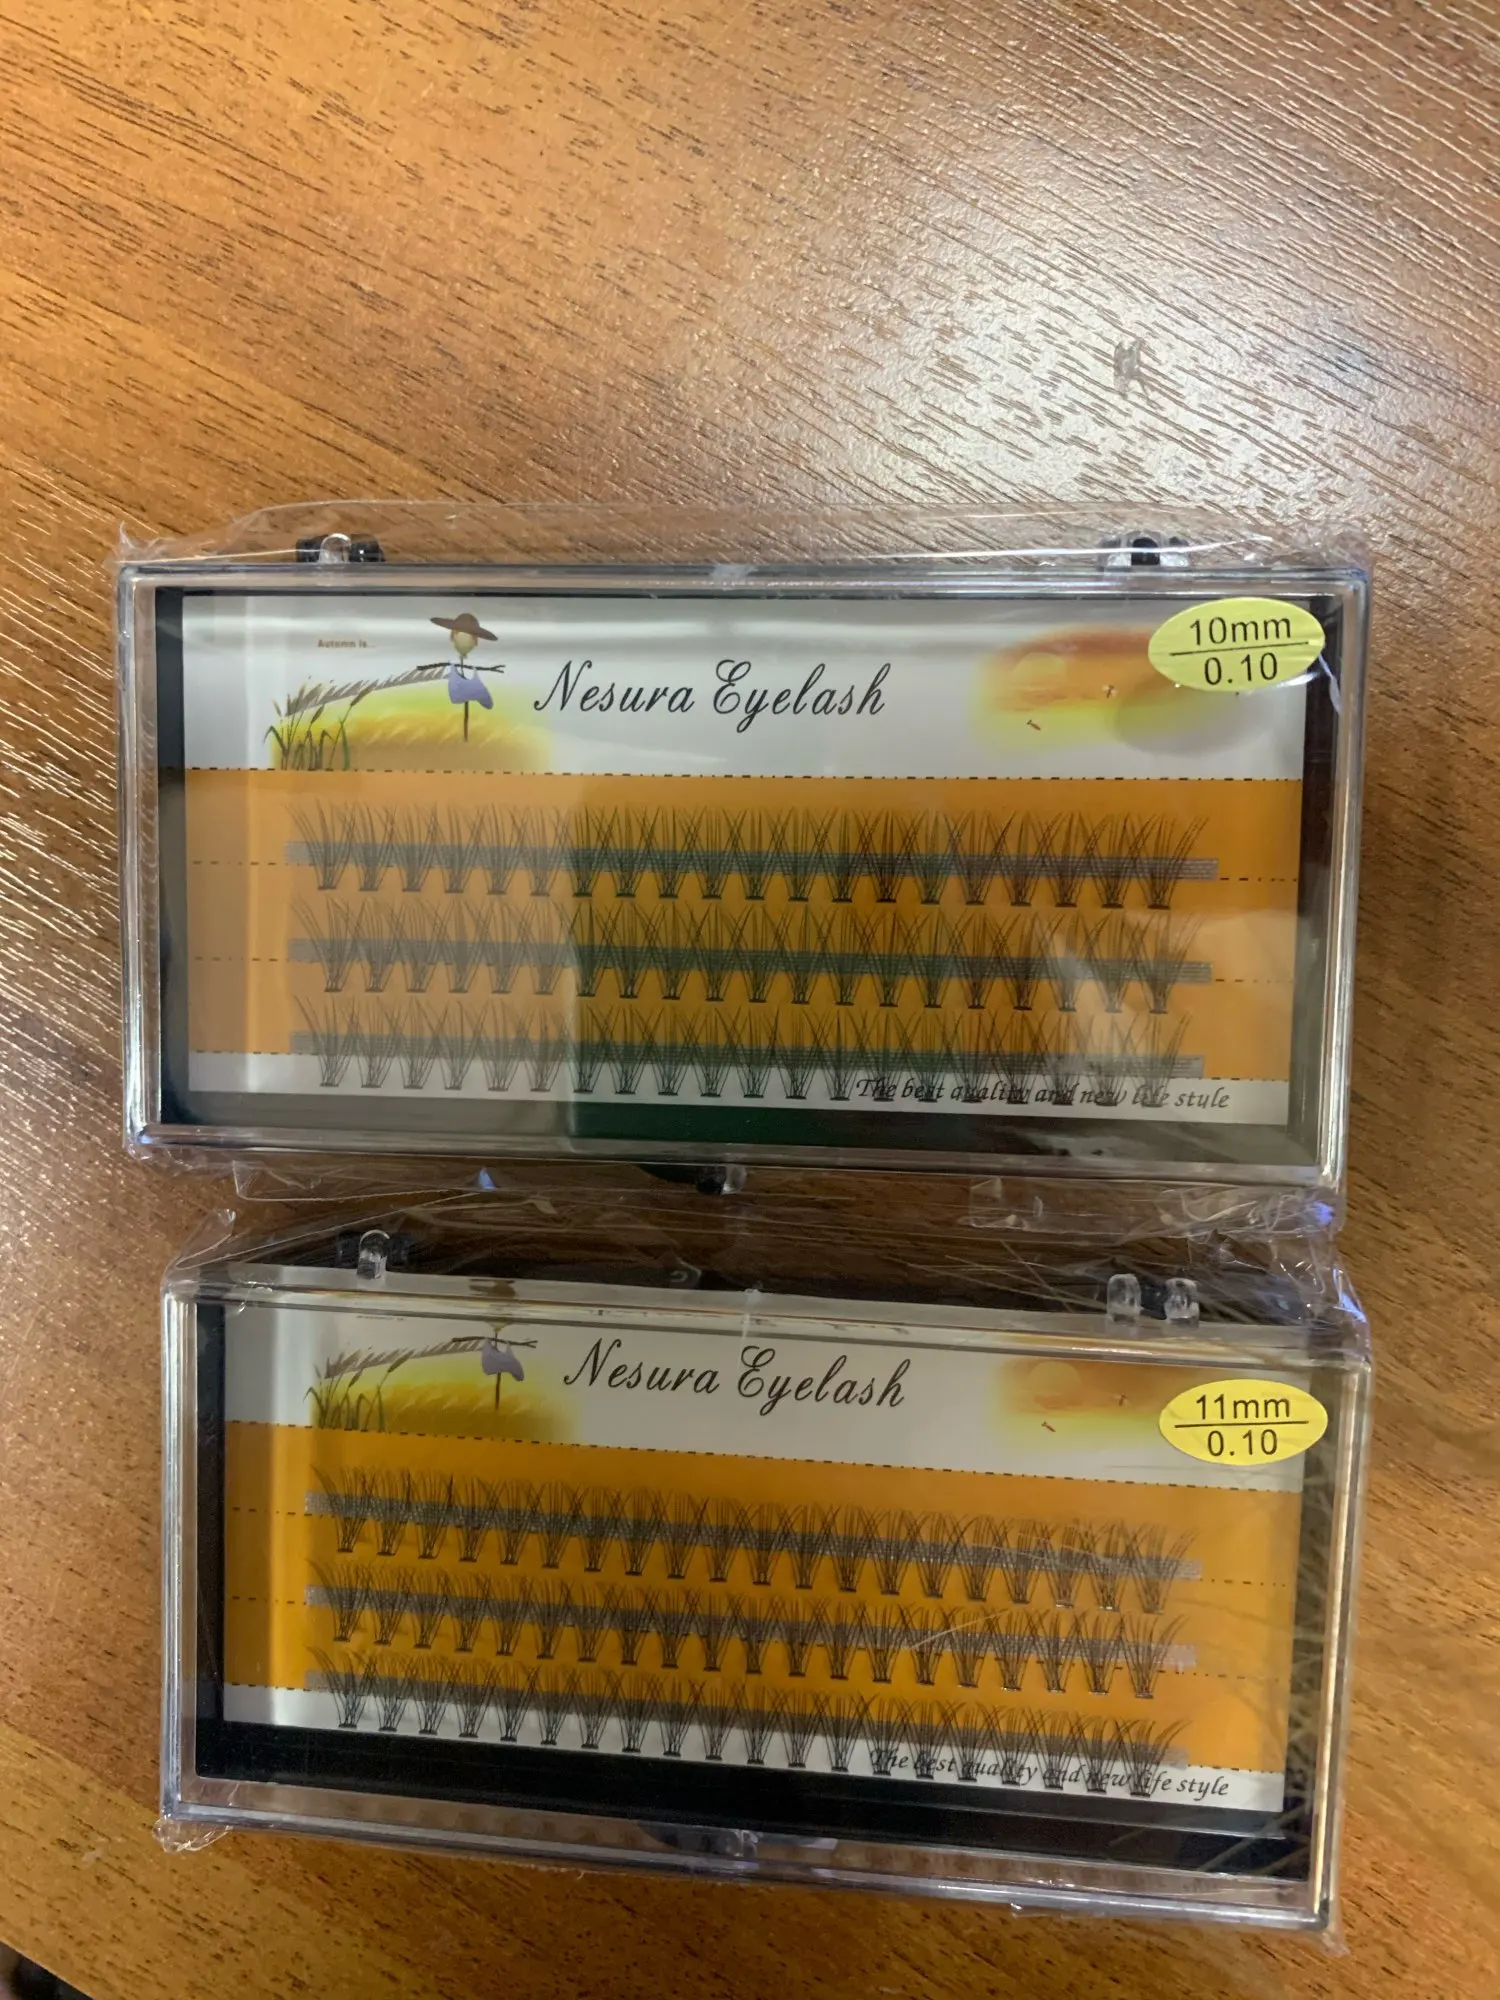 Autumn is...
Nesura Eyelash
10mm
0.10
The best quality and new life style
Nesura Eyelash
11mm
0.10
The best quality and new life style